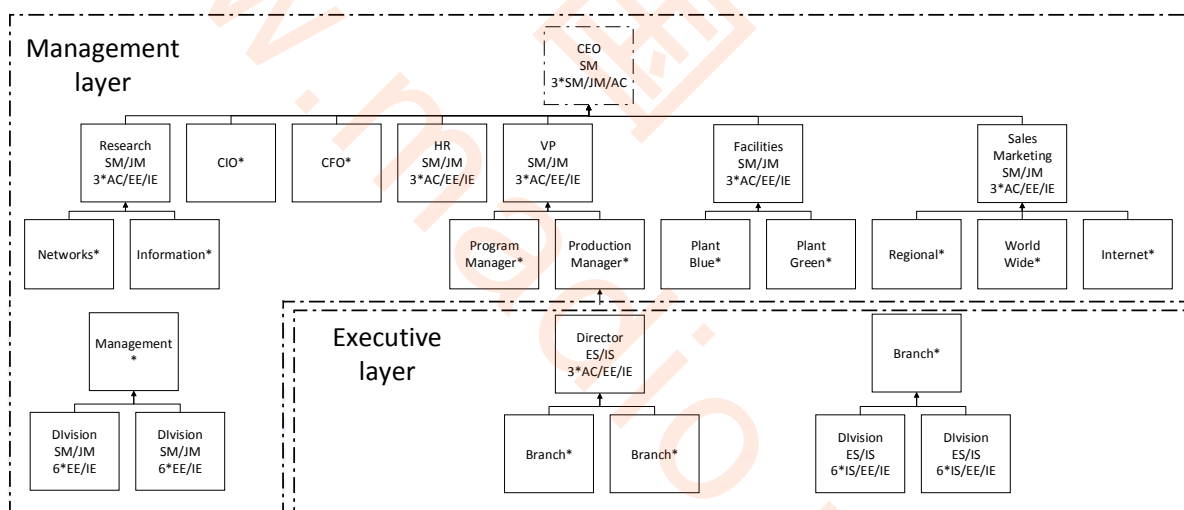 Management
layer
CEO
SM
3*SM/JM/AC
Research
SM/JM
3*AC/EE/IE
CIO*
CFO*
HR
SM/JM
3*AC/EE/IE
VP
SM/JM
3*AC/EE/IE
Facilities
SM/JM
3*AC/EE/IE
Sales
Marketing
SM/JM
3*AC/EE/IE
Networks*
Information*
Program
Manager*
Production
Manager*
Plant
Blue*
Plant
Green*
Regional*
World
Wide*
Internet*
Management
*
Executive
layer
Director
ES/IS
3*AC/EE/IE
Branch*
DIvision
SM/JM
6*EE/IE
DIvision
SM/JM
6*EE/IE
Branch*
Branch*
DIvision
ES/IS
6*IS/EE/IE
DIvision
ES/IS
6*IS/EE/IE
w.madio